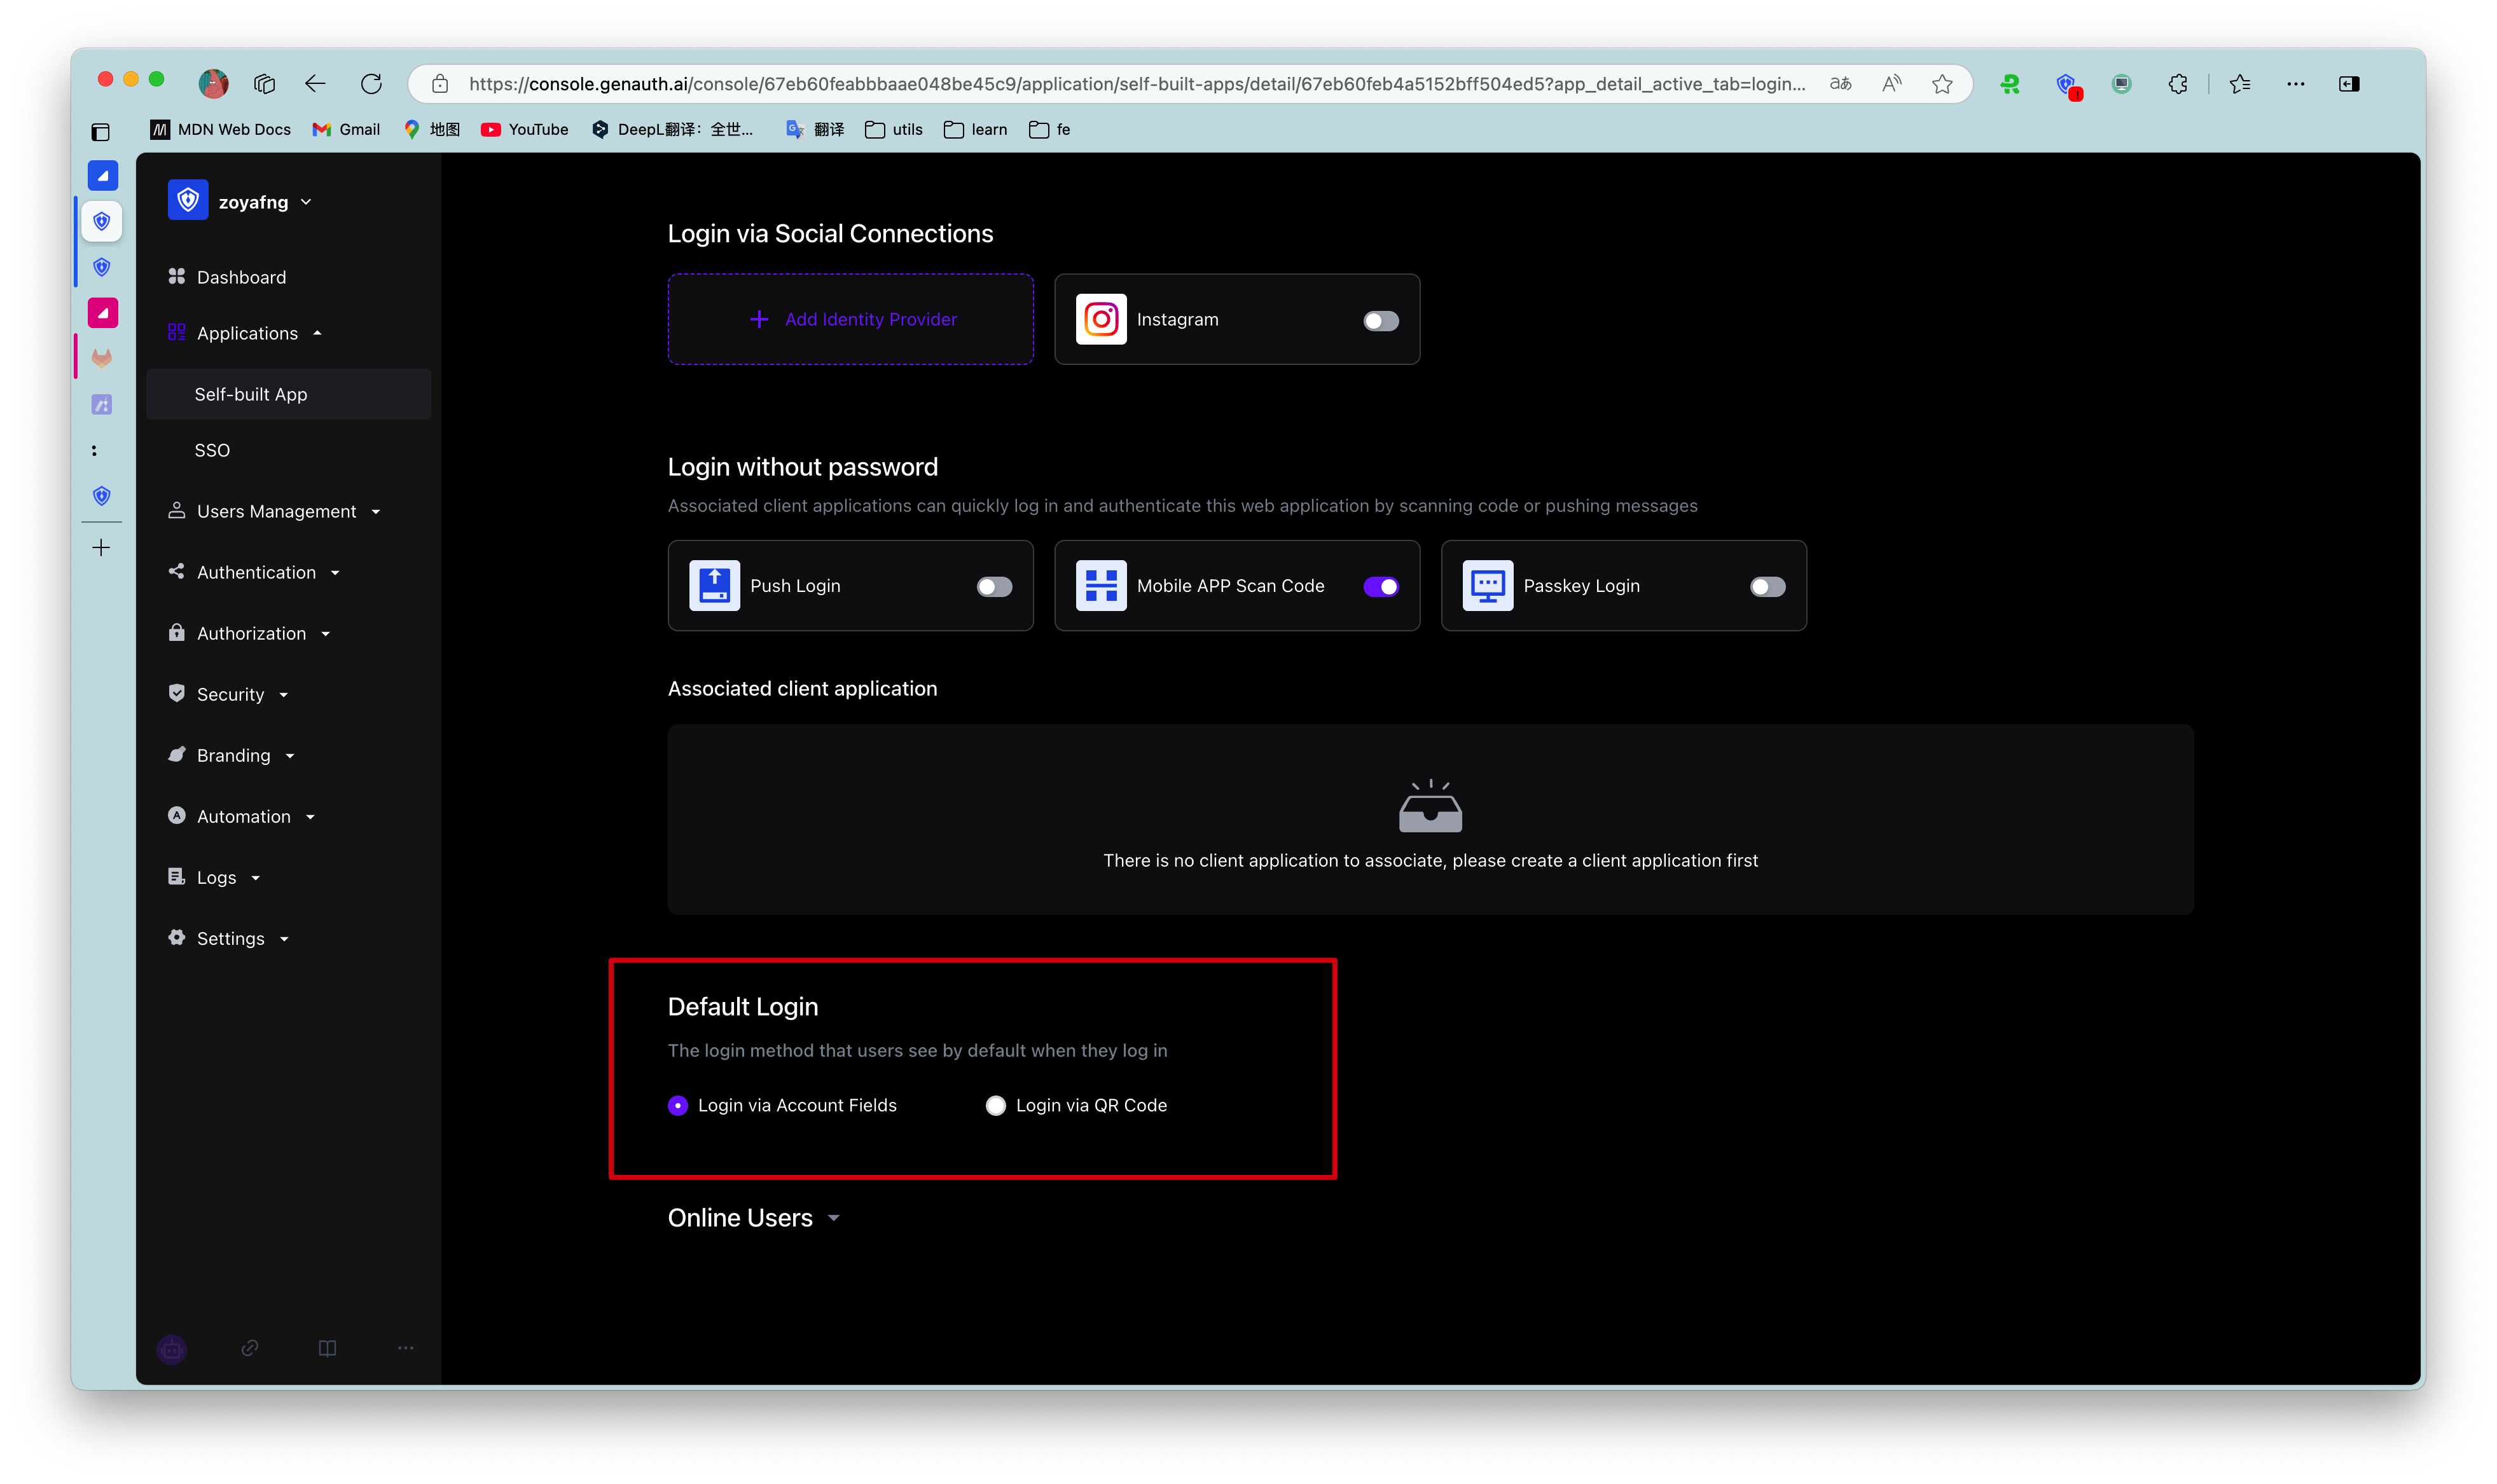 https://console.genauth.ai/console/67eb60feabbbaae048be45c9/application/self-built-apps/detail/67eb60feb4a5152bff504ed5?app_detail_active_tab=login...
MDN Web Docs
Gmail
地图
YouTube
DeepL翻译：全世...
翻译
utils
learn
fe
zoyafng
Dashboard
Applications
Self-built App
SSO
Users Management
Authentication
Authorization
Security
Branding
Automation
Logs
Settings
Login via Social Connections
Add Identity Provider
Instagram
Login without password
Associated client applications can quickly log in and authenticate this web application by scanning code or pushing messages
Push Login
Mobile APP Scan Code
Passkey Login
Associated client application
There is no client application to associate, please create a client application first
Default Login
The login method that users see by default when they log in
Login via Account Fields
Login via QR Code
Online Users